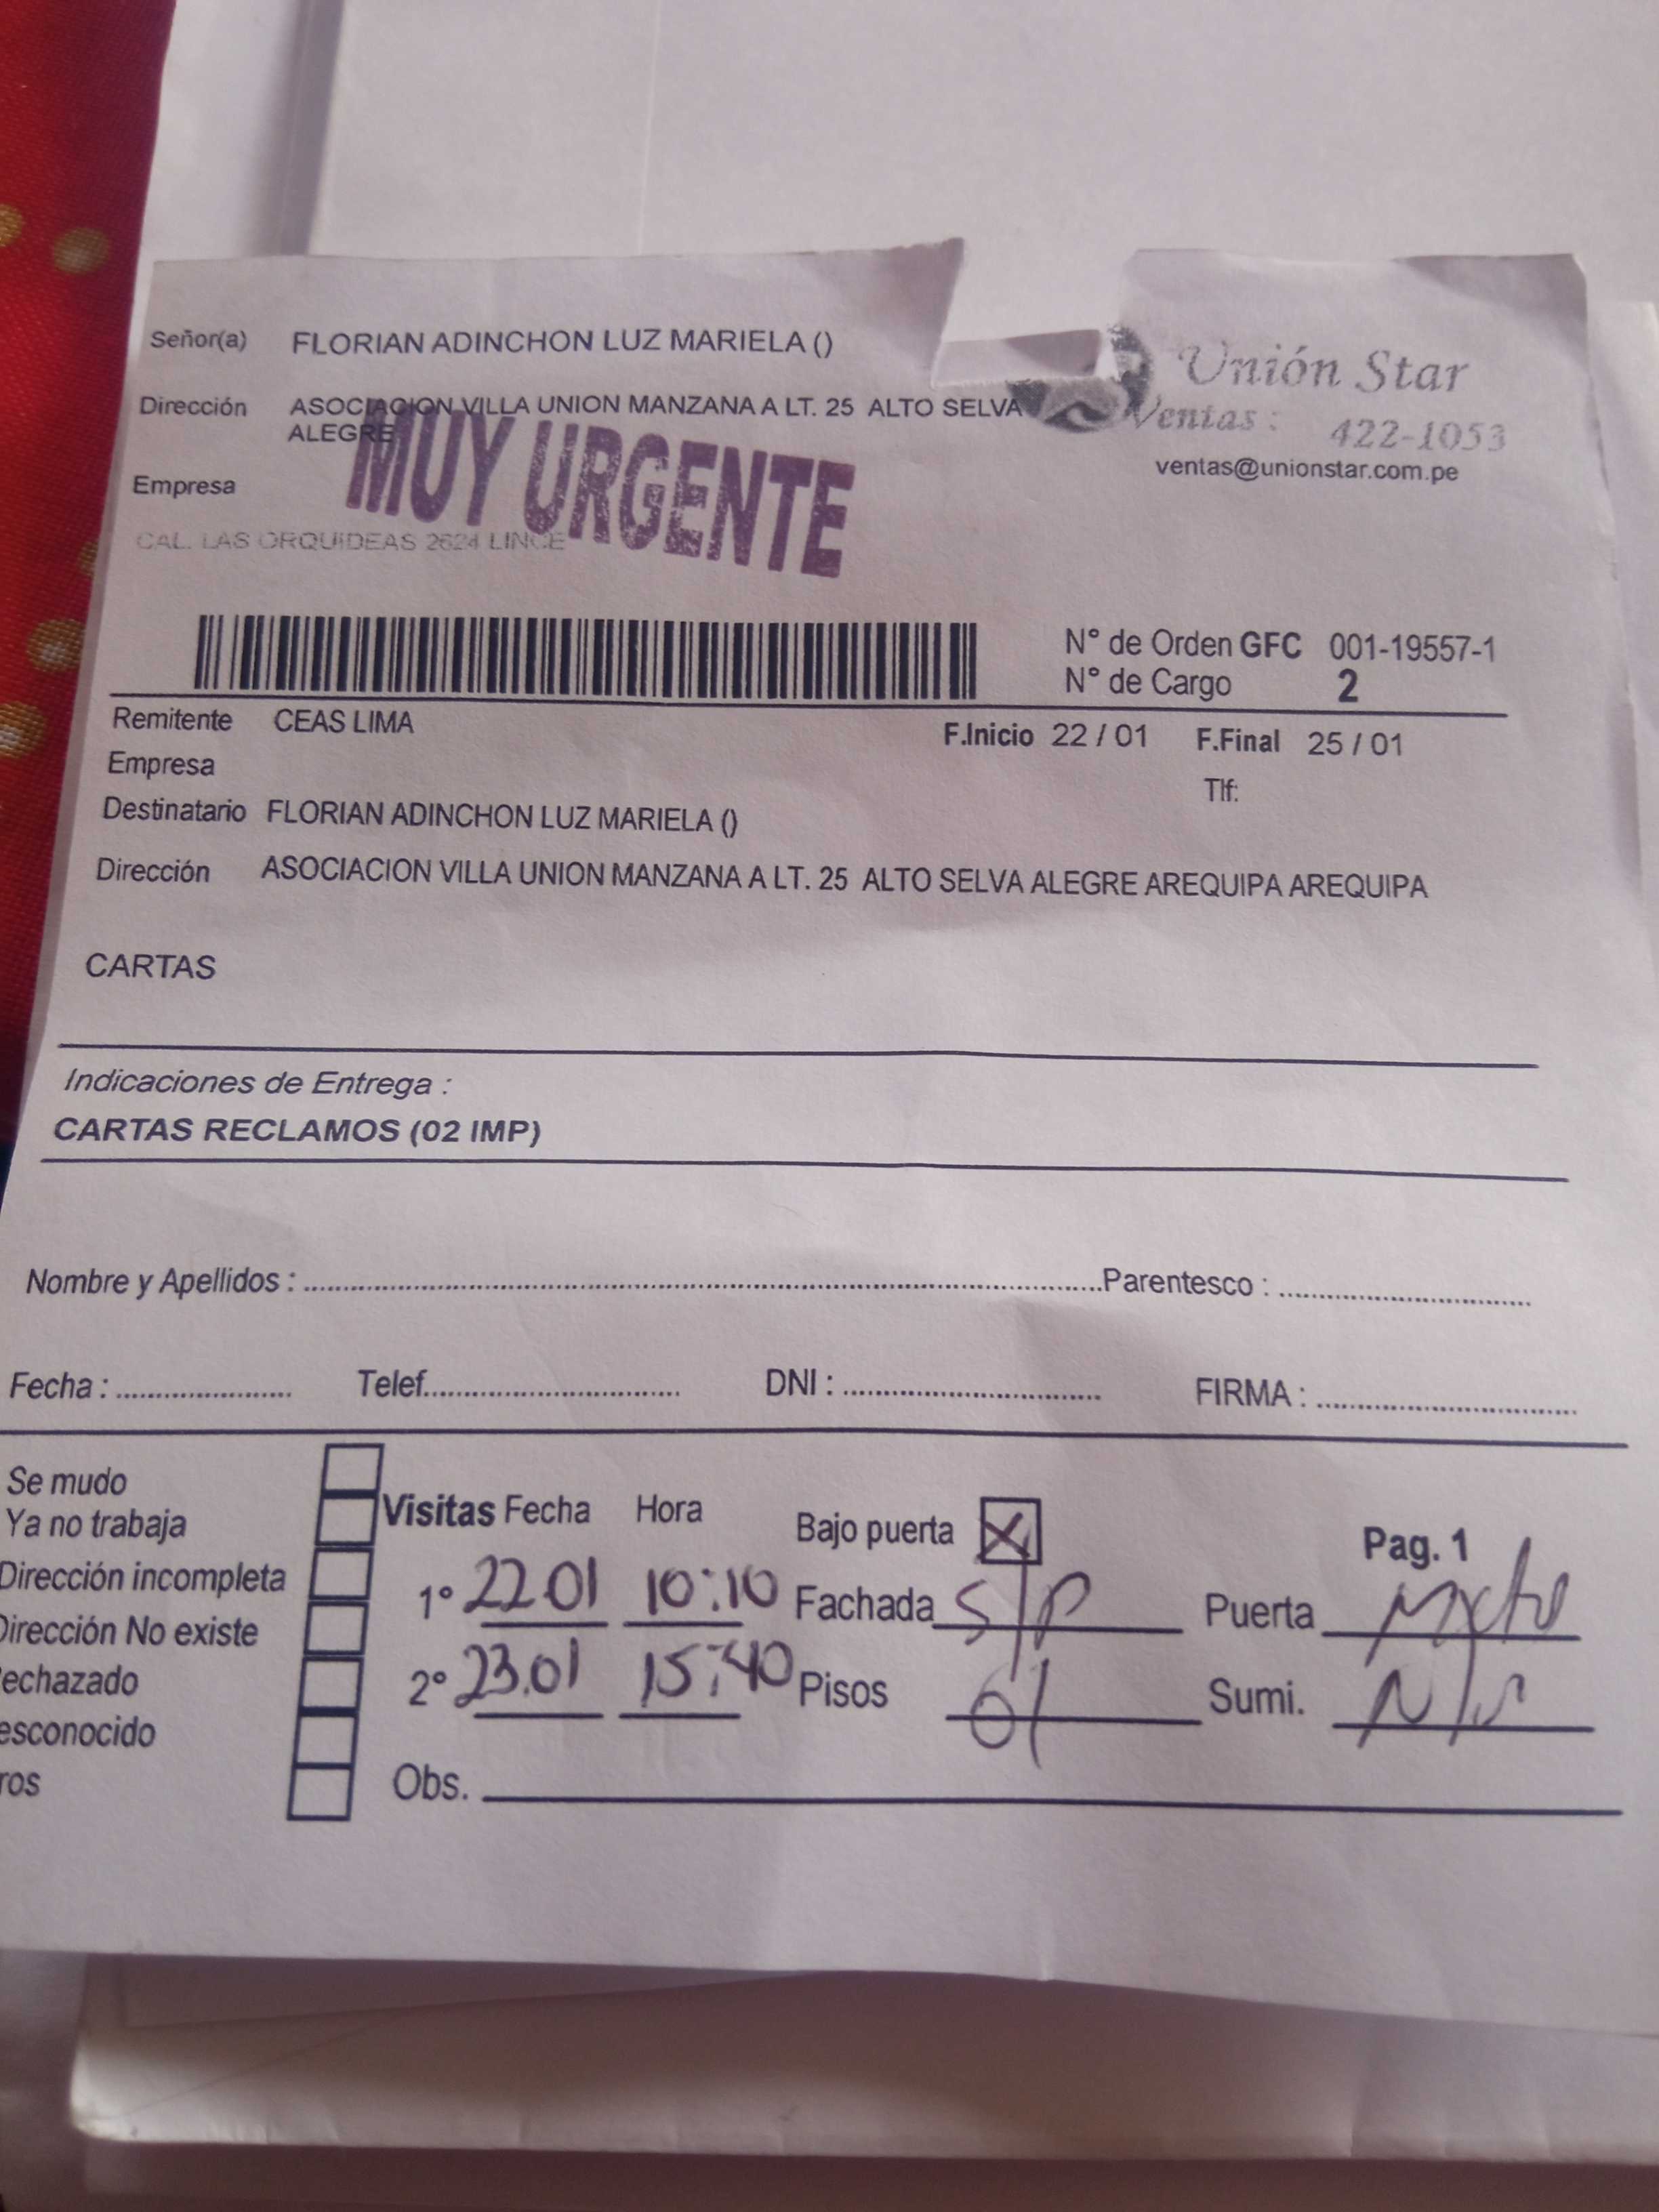 Señor(a) FLORIAN ADINCHON LUZ MARIELA ()
Unión Star
Dirección ASOCIACION VILLA UNION MANZANA A LT. 25 ALTO SELVA
ALEGRE
Ventas : 422-1053
ventas@unionstar.com.pe
MUY URGENTE
Empresa
CAL. LAS ORQUIDEAS 2624 LINCE
N° de Orden GFC 001-19557-1
N° de Cargo 2
Remitente CEAS LIMA
F.Inicio 22 / 01 F.Final 25 / 01
Empresa
Tlf:
Destinatario FLORIAN ADINCHON LUZ MARIELA ()
Dirección ASOCIACION VILLA UNION MANZANA A LT. 25 ALTO SELVA ALEGRE AREQUIPA AREQUIPA
CARTAS
Indicaciones de Entrega :
CARTAS RECLAMOS (02 IMP)
Nombre y Apellidos : Parentesco :
Fecha : Telef. DNI : FIRMA :
Se mudo
Ya no trabaja
Dirección incompleta
Dirección No existe
echazado
esconocido
ros
Visitas Fecha Hora Bajo puerta X Pag. 1
1° 22 01 10:10 Fachada S/P Puerta
2° 23.01 15:40 Pisos 01 Sumi.
Obs.